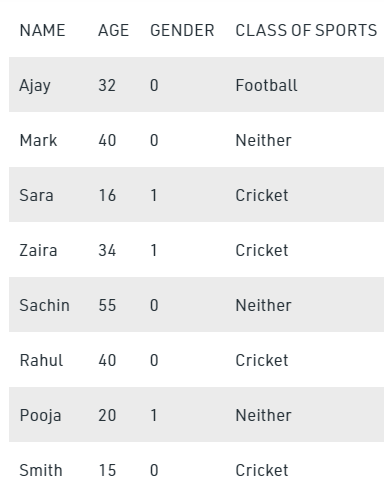 NAME AGE GENDER CLASS OF SPORTS
Ajay 32 0 Football
Mark 40 0 Neither
Sara 16 1 Cricket
Zaira 34 1 Cricket
Sachin 55 0 Neither
Rahul 40 0 Cricket
Pooja 20 1 Neither
Smith 15 0 Cricket